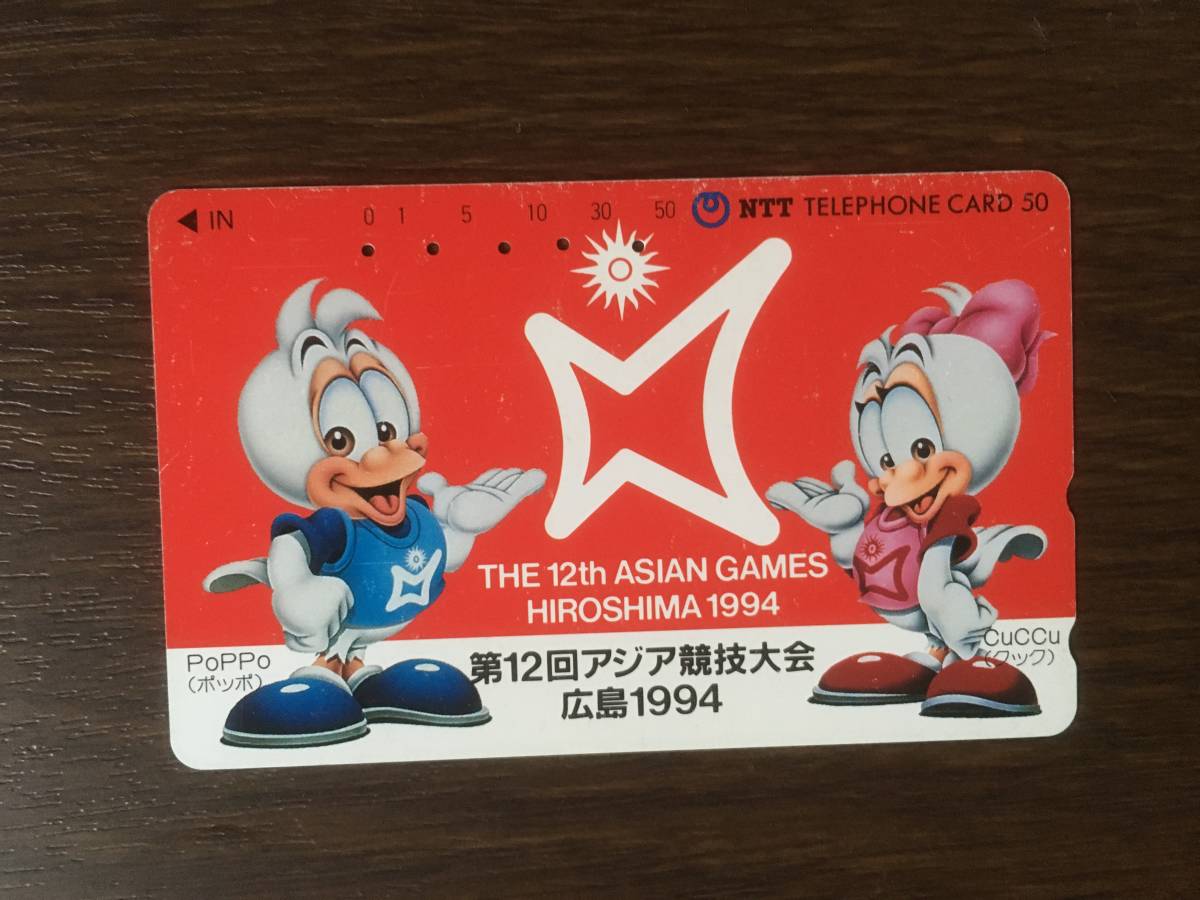 ◀ IN
0 1 5 10 30 50
NTT TELEPHONE CARD 50
THE 12th ASIAN GAMES
HIROSHIMA 1994
第12回アジア競技大会
広島1994
PoPPo
(ポッポ)
CuCCu
(クック)